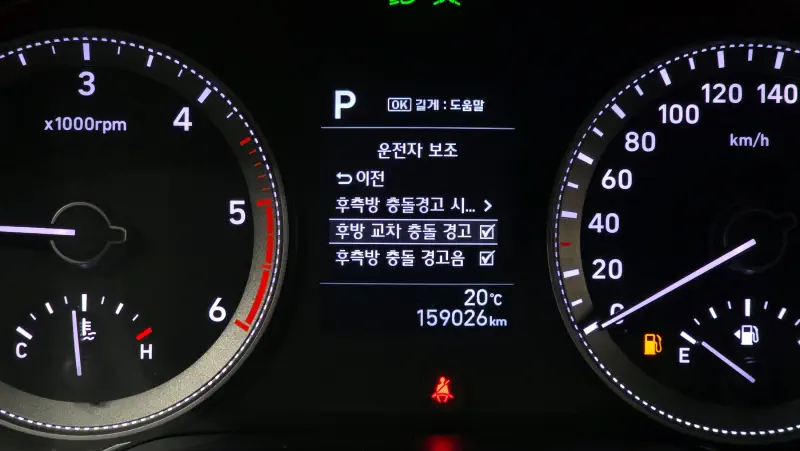 3
4
5
6
x1000rpm
C
H
P
OK 길게 : 도움말
운전자 보조
이전
후측방 충돌경고 시... >
후방 교차 충돌 경고
후측방 충돌 경고음
20℃
159026km
140
120
100
80
60
40
20
0
km/h
E